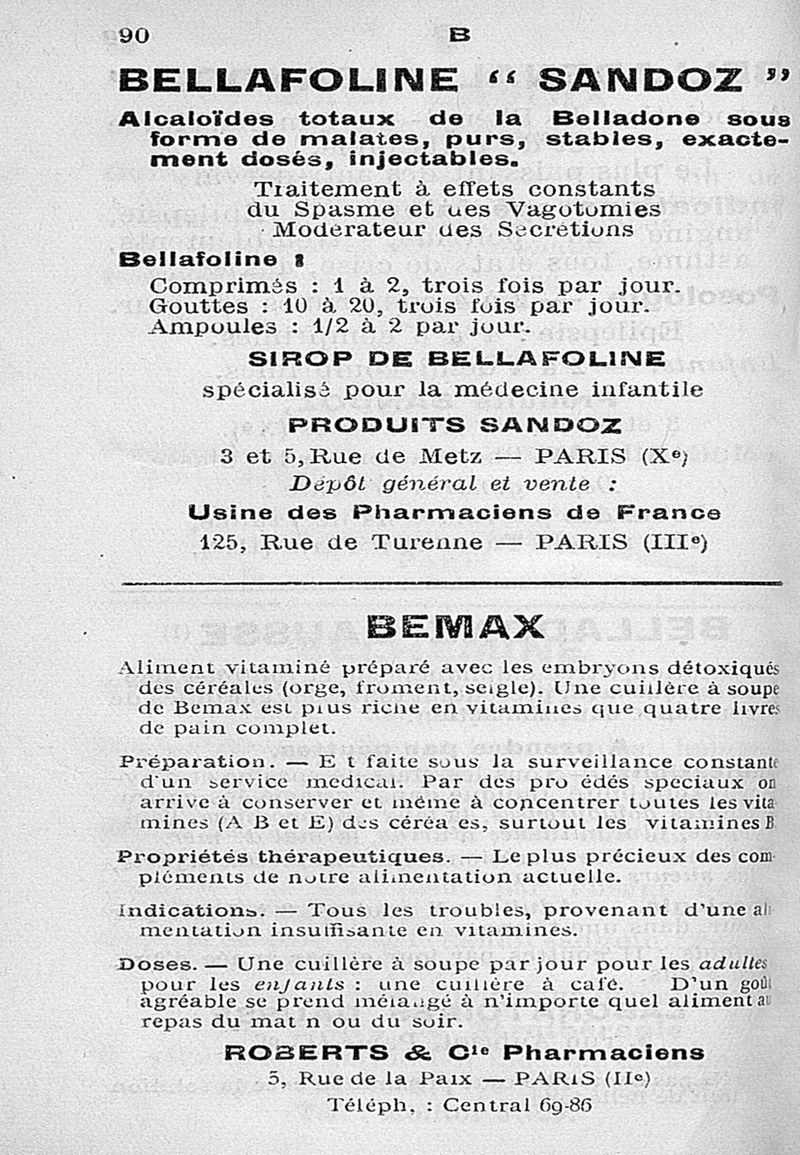 90 B
BELLAFOLINE “ SANDOZ ”
Alcaloïdes totaux de la Belladone sous
forme de malates, purs, stables, exacte-
ment dosés, injectables.
Traitement à effets constants
du Spasme et des Vagotomies
Modérateur des Secrétions
Bellafoline :
Comprimés : 1 à 2, trois fois par jour.
Gouttes : 10 à 20, trois fois par jour.
Ampoules : 1/2 à 2 par jour.
SIROP DE BELLAFOLINE
spécialisé pour la médecine infantile
PRODUITS SANDOZ
3 et 5, Rue de Metz — PARIS (Xe)
Dépôt général et vente :
Usine des Pharmaciens de France
125, Rue de Turenne — PARIS (IIIe)
BEMAX
Aliment vitaminé préparé avec les embryons détoxiqués
des céréales (orge, froment, seigle). Une cuillère à soupe
de Bemax est plus riche en vitamines que quatre livres
de pain complet.
Préparation. — E t faite sous la surveillance constante
d'un service medical. Par des pro édés speciaux on
arrive à conserver et même à concentrer toutes les vita
mines (A B et E) des céréa es, surtout les vitamines B
Propriétés thérapeutiques. — Le plus précieux des com-
pléments de notre alimentation actuelle.
Indications. — Tous les troubles, provenant d'une ali-
mentation insuffisante en vitamines.
Doses. — Une cuillère à soupe par jour pour les adultes
pour les enfants : une cuillère à café. D'un goût
agréable se prend mélangé à n'importe quel aliment au
repas du mat n ou du soir.
ROBERTS & Cie Pharmaciens
5, Rue de la Paix — PARIS (IIe)
Téléph. : Central 69-86